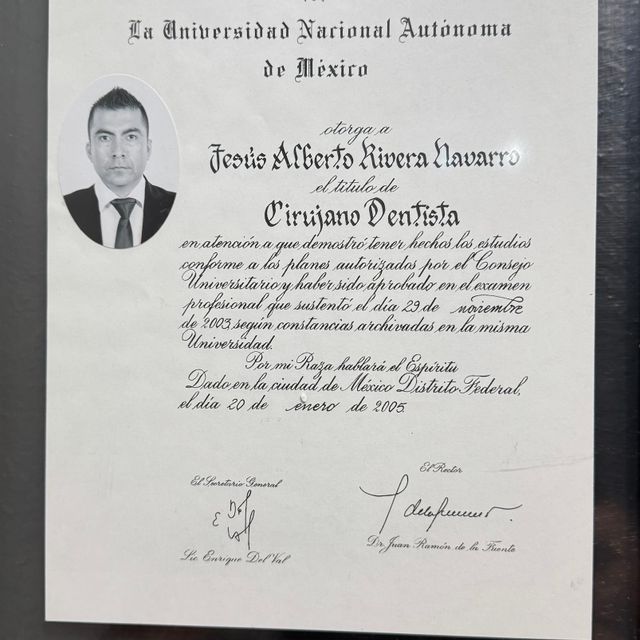 La Universidad Nacional Autónoma
de México
otorga a
Jesús Alberto Rivera Navarro
el título de
Cirujano Dentista
en atención a que demostró tener hechos los estudios
conforme a los planes autorizados por el Consejo
Universitario y haber sido aprobado en el examen
profesional que sustentó el día 29 de noviembre
de 2003, según constancias archivadas en la misma
Universidad.
Por mi Raza hablará el Espíritu
Dado en la ciudad de México Distrito Federal,
el día 20 de enero de 2005.
El Secretario General
El Rector
Lic. Enrique Del Val
Dr. Juan Ramón de la Fuente